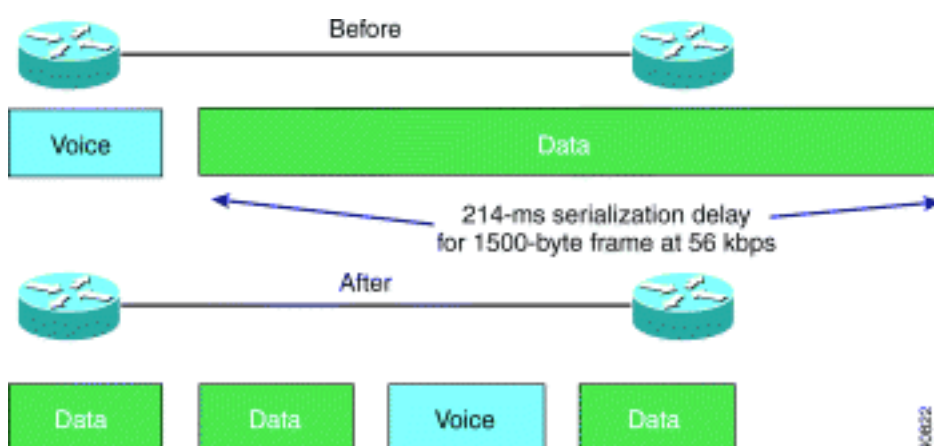 Before
Voice
Data
214-ms serialization delay
for 1500-byte frame at 56 kbps
After
Data
Data
Voice
Data